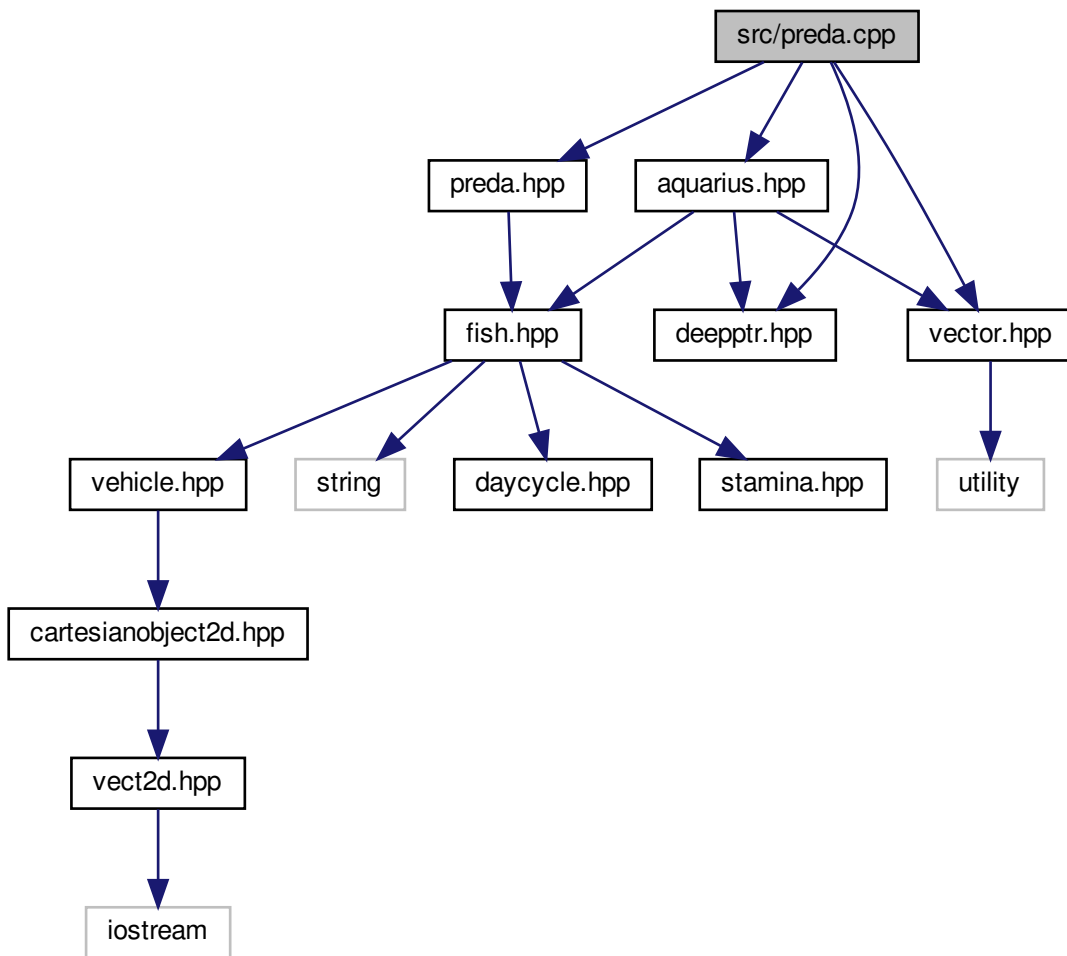 src/preda.cpp
preda.hpp
aquarius.hpp
fish.hpp
deepptr.hpp
vector.hpp
vehicle.hpp
string
daycycle.hpp
stamina.hpp
utility
cartesianobject2d.hpp
vect2d.hpp
iostream